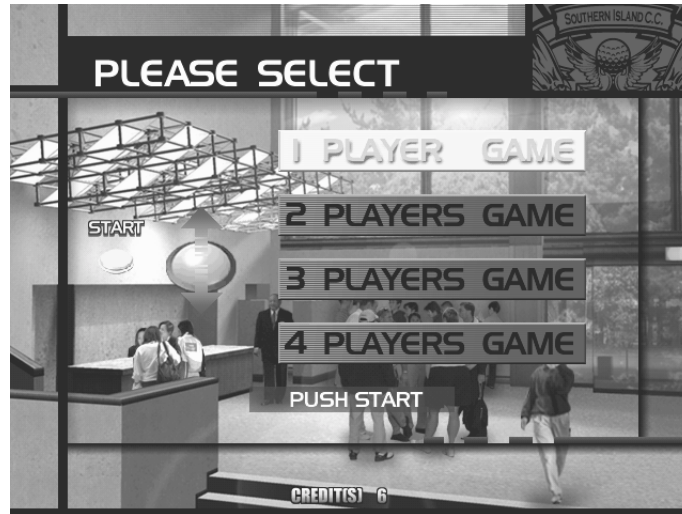 SOUTHERN ISLAND C.C.
PLEASE SELECT
1 PLAYER GAME
START
2 PLAYERS GAME
3 PLAYERS GAME
4 PLAYERS GAME
PUSH START
CREDIT(S) 6